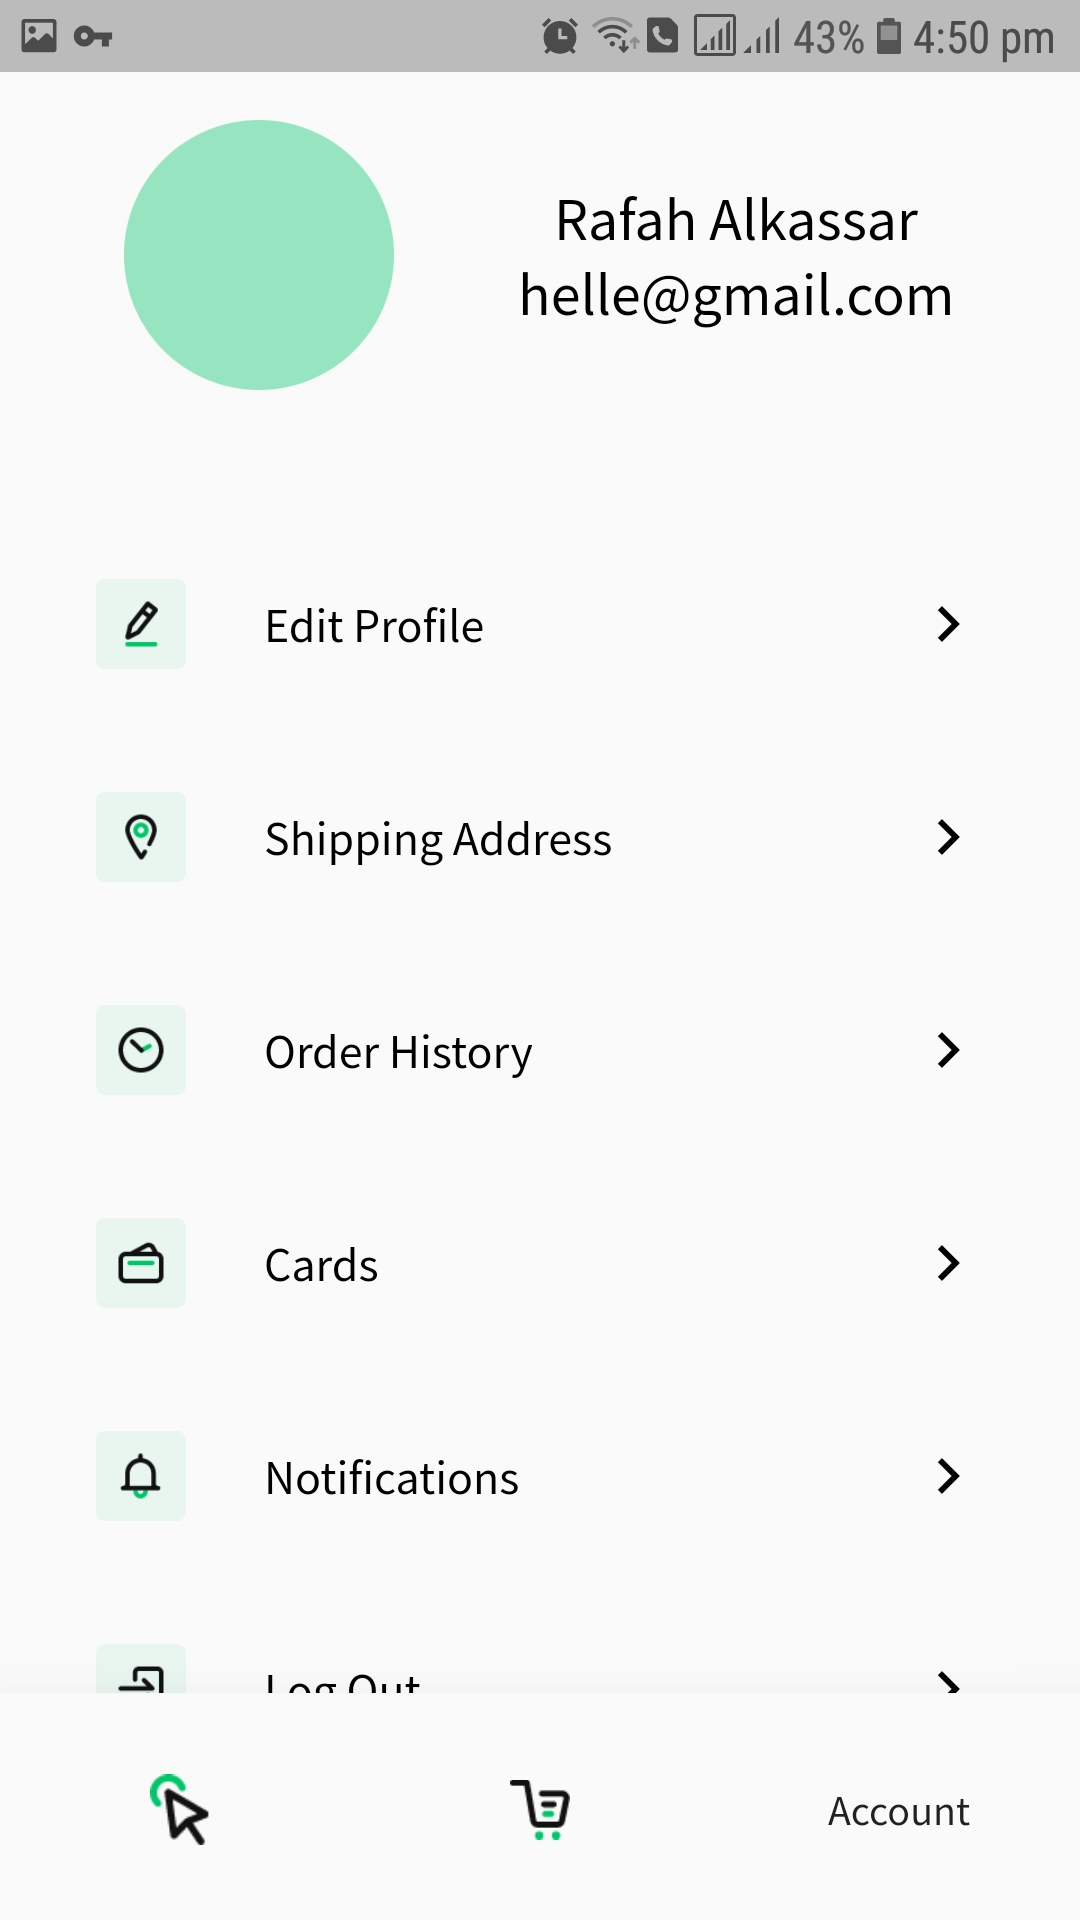 43% 4:50 pm
Rafah Alkassar
helle@gmail.com
Edit Profile
Shipping Address
Order History
Cards
Notifications
Log Out
Account